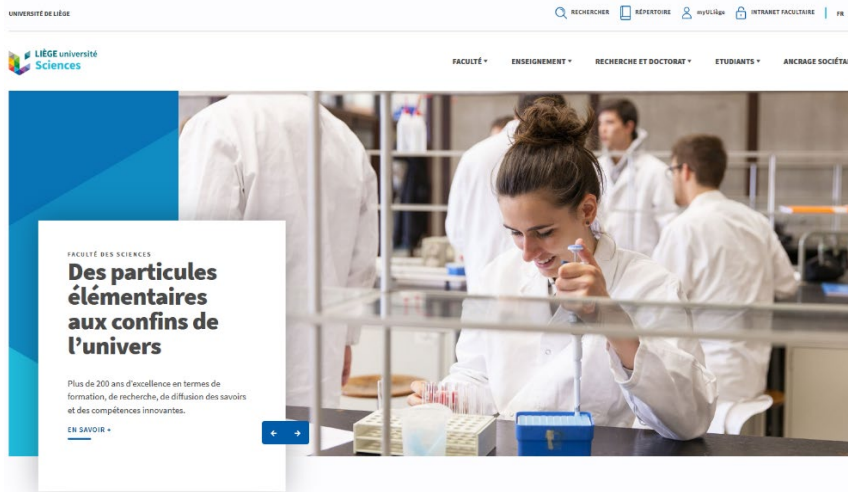 UNIVERSITÉ DE LIÈGE
RECHERCHER RÉPERTOIRE myULiège INTRANET FACULTAIRE FR
LIÈGE université
Sciences
FACULTÉ ENSEIGNEMENT RECHERCHE ET DOCTORAT ETUDIANTS ANCRAGE SOCIÉTA
FACULTÉ DES SCIENCES
Des particules
élémentaires
aux confins de
l’univers
Plus de 200 ans d'excellence en termes de
formation, de recherche, de diffusion des savoirs
et des compétences innovantes.
EN SAVOIR +